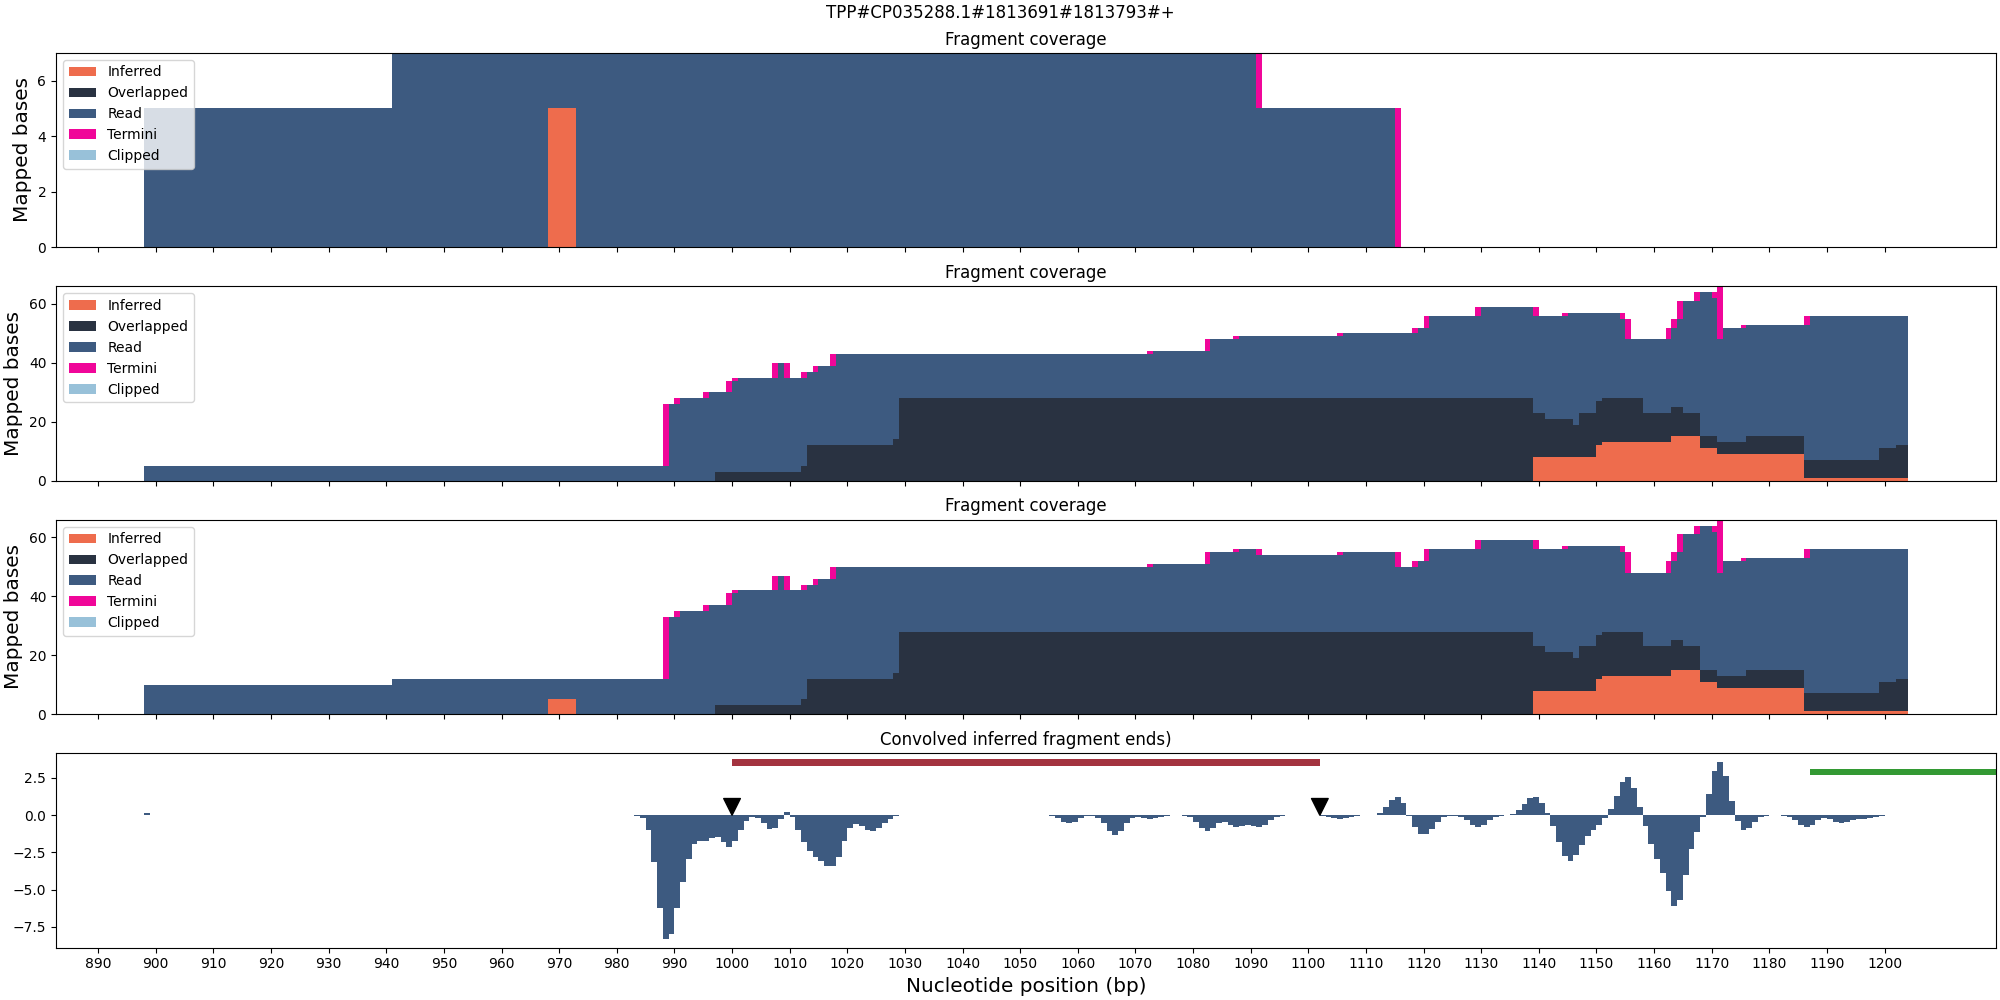 TPP#CP035288.1#1813691#1813793#+
Fragment coverage
Mapped bases
6
4
2
0
Inferred
Overlapped
Read
Termini
Clipped
Fragment coverage
Mapped bases
60
40
20
0
Inferred
Overlapped
Read
Termini
Clipped
Fragment coverage
Mapped bases
60
40
20
0
Inferred
Overlapped
Read
Termini
Clipped
Convolved inferred fragment ends)
2.5
0.0
−2.5
−5.0
−7.5
890 900 910 920 930 940 950 960 970 980 990 1000 1010 1020 1030 1040 1050 1060 1070 1080 1090 1100 1110 1120 1130 1140 1150 1160 1170 1180 1190 1200
Nucleotide position (bp)